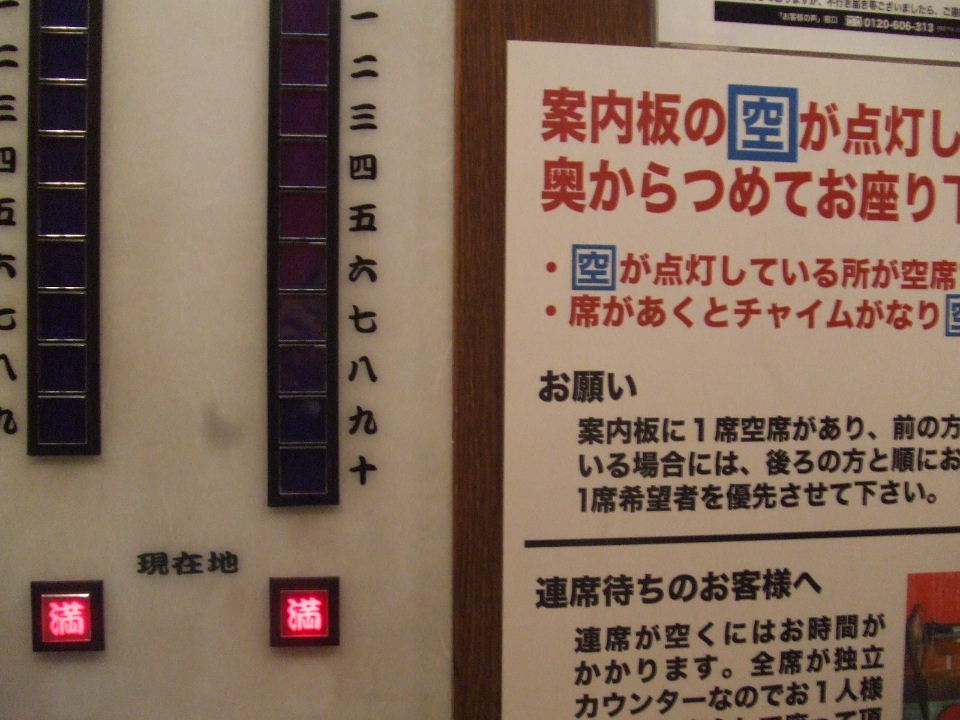 一
二
三
四
五
六
七
八
九
一
二
三
四
五
六
七
八
九
十
現在地
満
満
「お客様の声」窓口 0120-606-313
案内板の空が点灯し
奥からつめてお座り
・空が点灯している所が空席
・席があくとチャイムがなり空
お願い
案内板に1席空席があり、前の方
いる場合には、後ろの方と順にお
1席希望者を優先させて下さい。
連席待ちのお客様へ
連席が空くにはお時間が
かかります。全席が独立
カウンターなのでお1人様